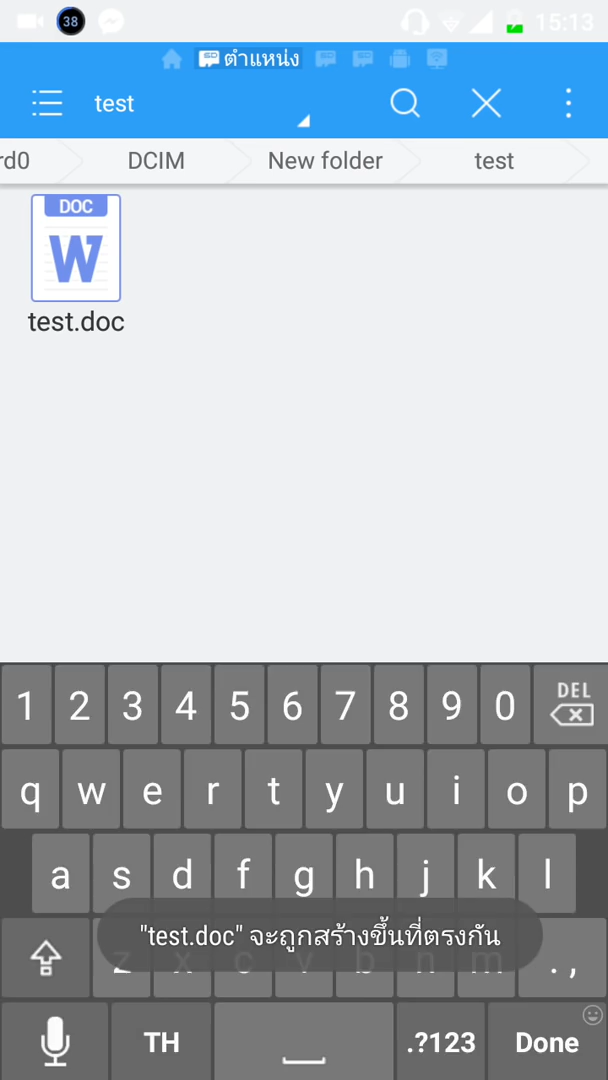 38
15:13
SD ตำแหน่ง
test
rd0 DCIM New folder test
DOC
W
test.doc
1 2 3 4 5 6 7 8 9 0 DEL
q w e r t y u i o p
a s d f g h j k l
z x c v b n m . ,
"test.doc" จะถูกสร้างขึ้นที่ตรงกัน
TH .?123 Done